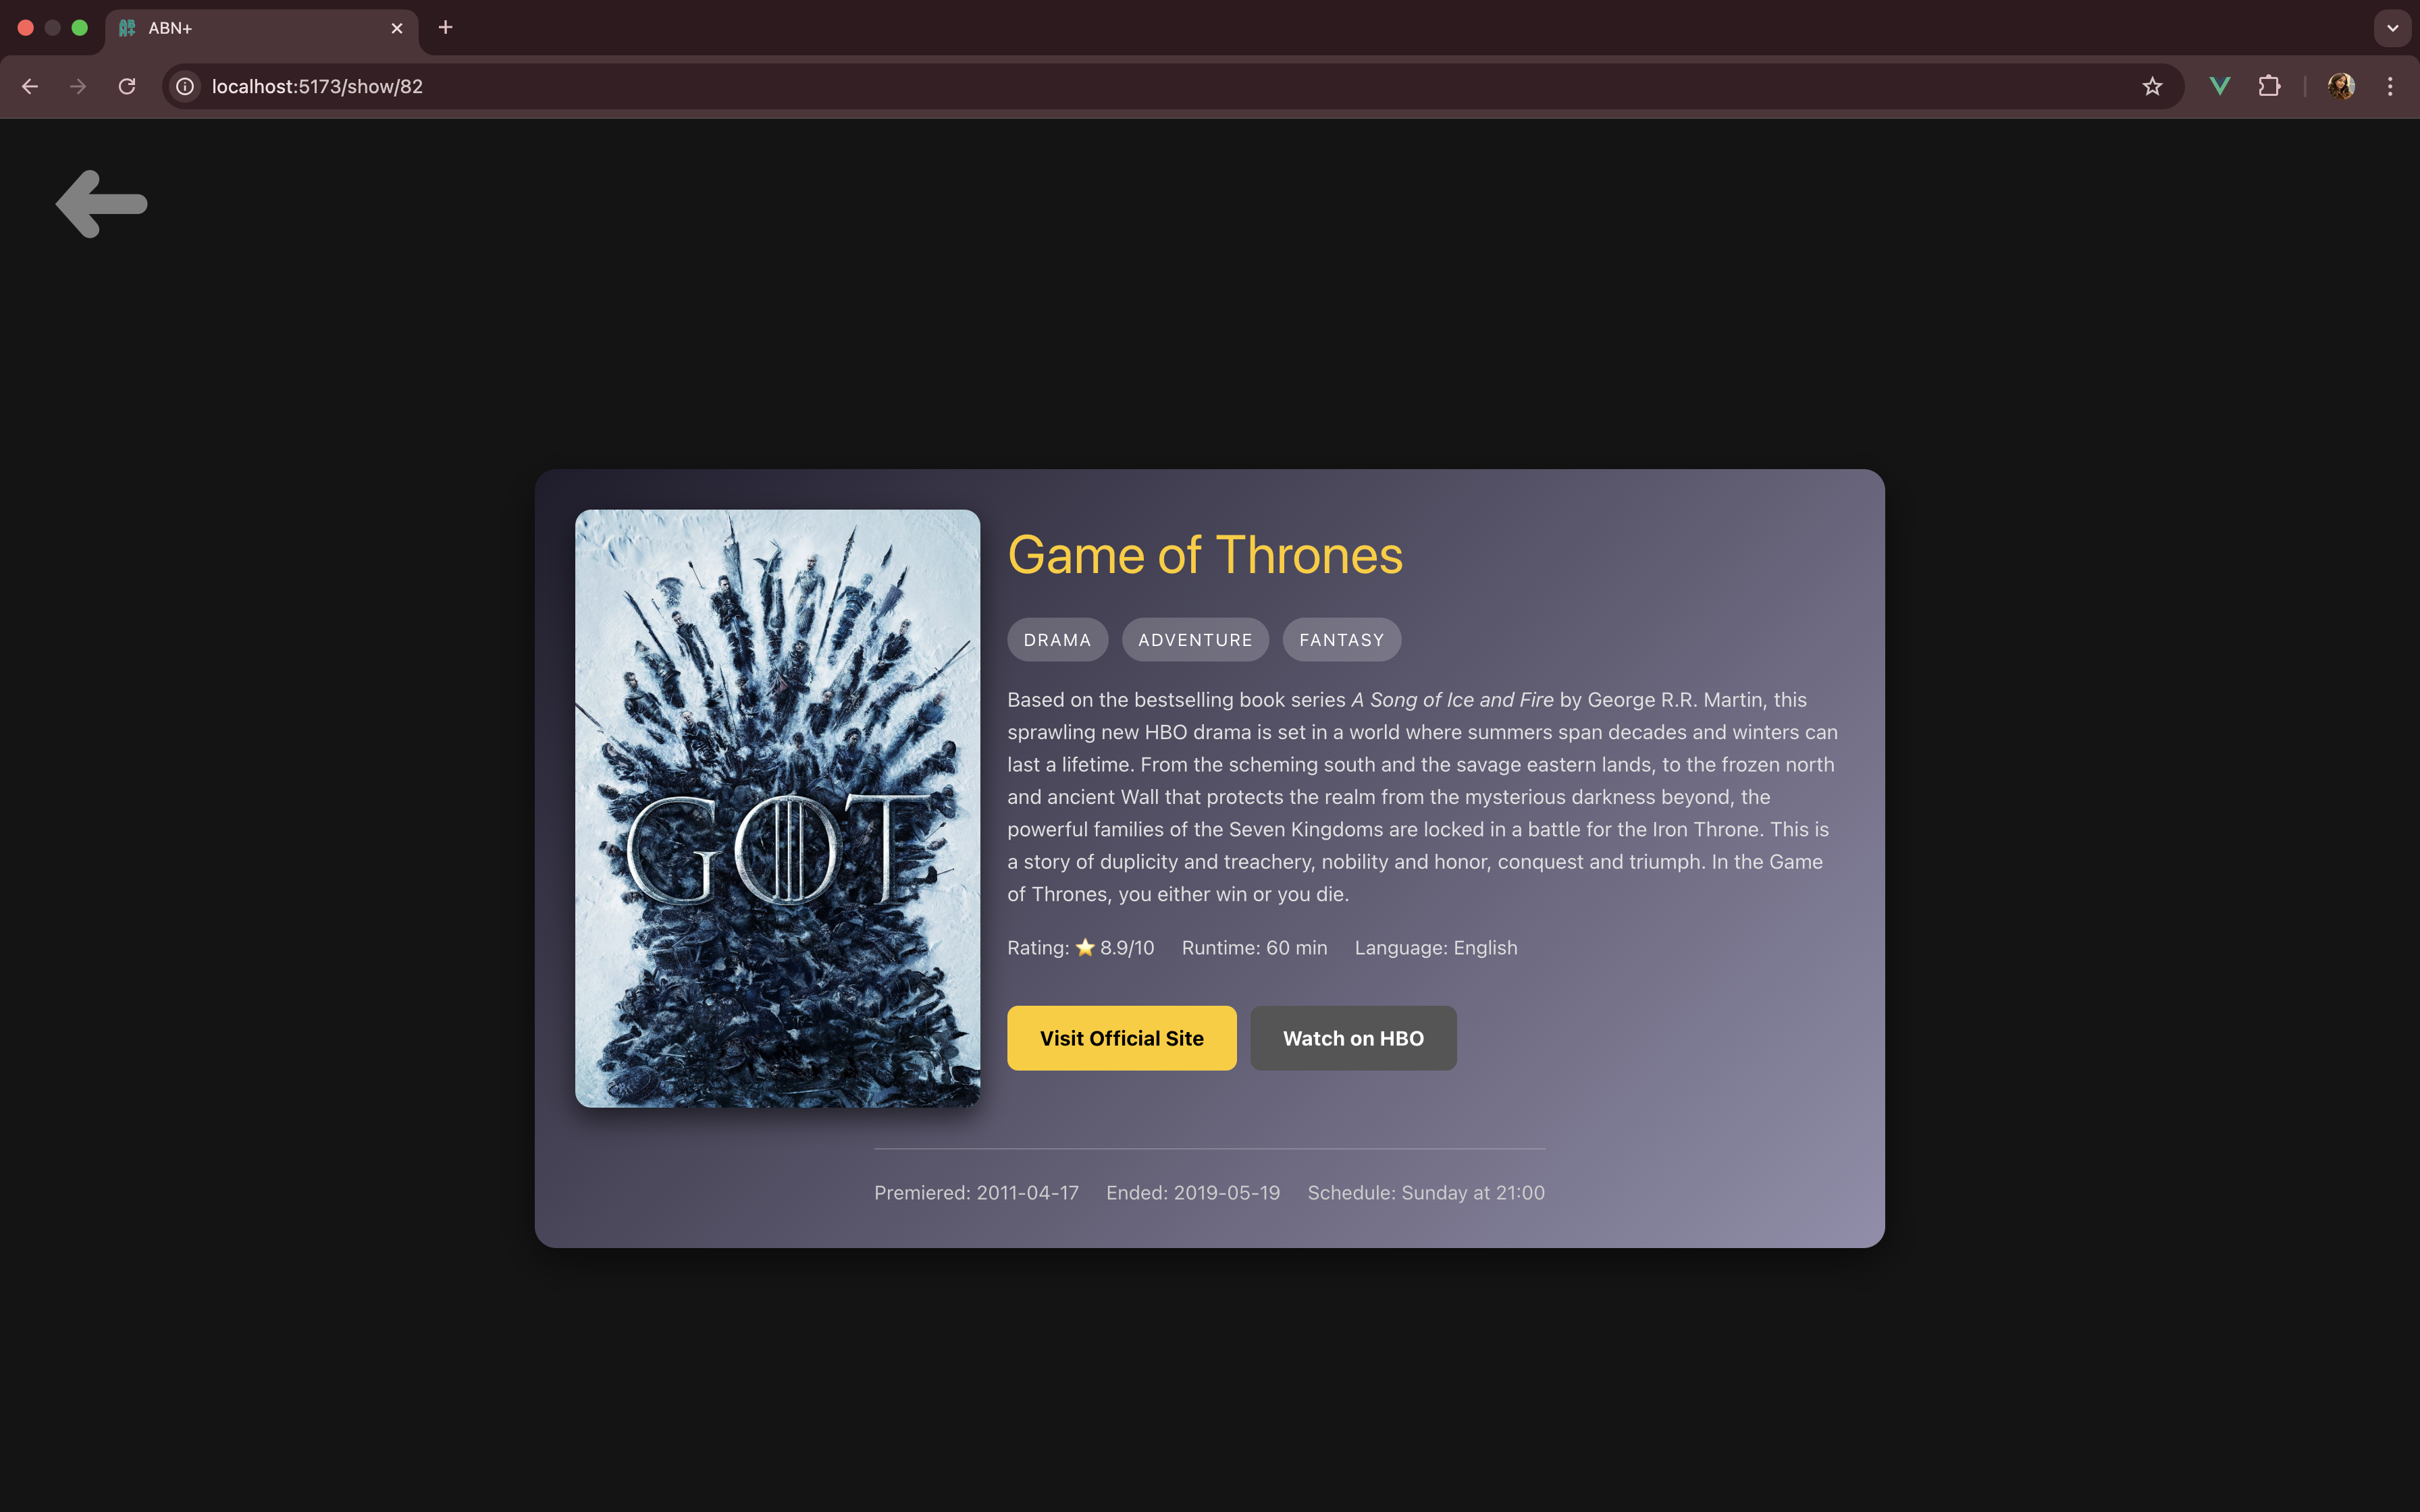 ABN+
localhost:5173/show/82
Game of Thrones
DRAMA ADVENTURE FANTASY
Based on the bestselling book series A Song of Ice and Fire by George R.R. Martin, this
sprawling new HBO drama is set in a world where summers span decades and winters can
last a lifetime. From the scheming south and the savage eastern lands, to the frozen north
and ancient Wall that protects the realm from the mysterious darkness beyond, the
powerful families of the Seven Kingdoms are locked in a battle for the Iron Throne. This is
a story of duplicity and treachery, nobility and honor, conquest and triumph. In the Game
of Thrones, you either win or you die.
GOT
Rating: ⭐ 8.9/10 Runtime: 60 min Language: English
Visit Official Site Watch on HBO
Premiered: 2011-04-17 Ended: 2019-05-19 Schedule: Sunday at 21:00